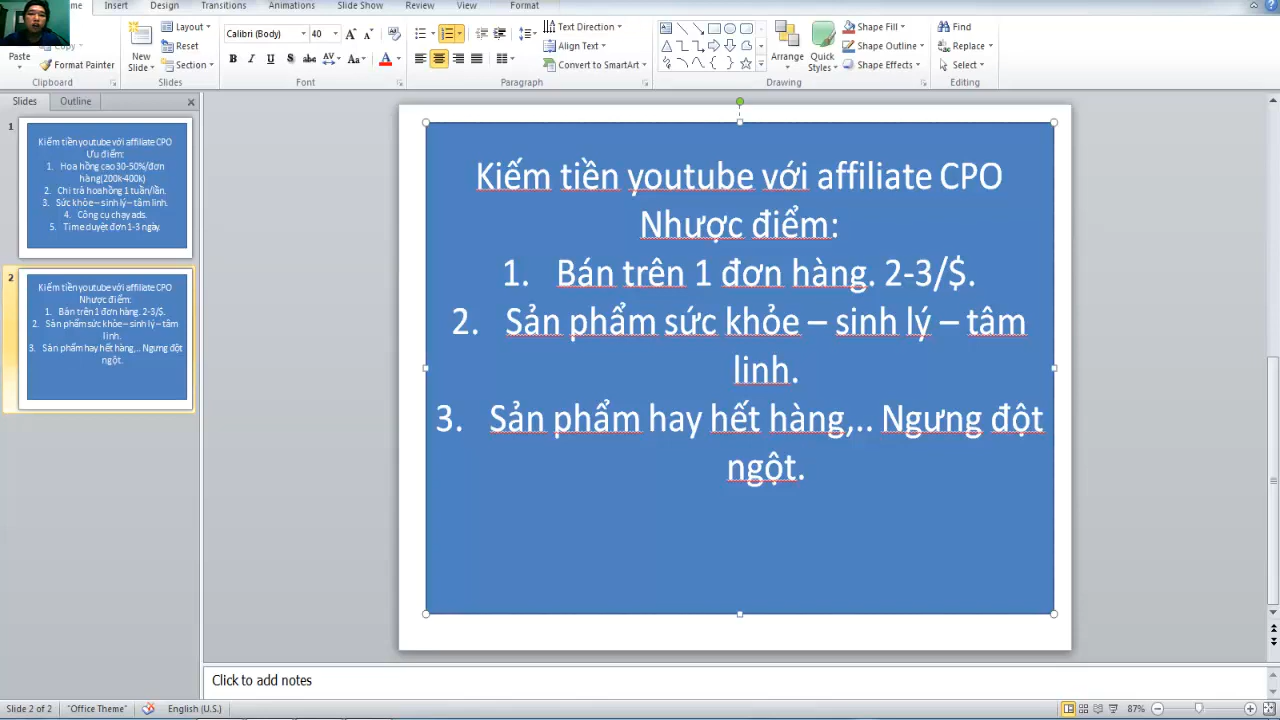 Insert Design Transitions Animations Slide Show Review View Format
Paste
Copy
Format Painter
Clipboard
New
Slide
Layout
Reset
Section
Slides
Calibri (Body) 40
B I U S abc AV Aa A
Font
Text Direction
Align Text
Convert to SmartArt
Paragraph
Arrange
Quick
Styles
Shape Fill
Shape Outline
Shape Effects
Drawing
Find
Replace
Select
Editing
Slides Outline
1
Kiếm tiền youtube với affiliate CPO
Ưu điểm:
1. Hoa hồng cao 30-50%/đơn
hàng(200k-400k)
2. Chi trả hoa hồng 1 tuần/lần.
3. Sức khỏe – sinh lý – tâm linh.
4. Công cụ chạy ads.
5. Time duyệt đơn 1-3 ngày.
2
Kiếm tiền youtube với affiliate CPO
Nhược điểm:
1. Bán trên 1 đơn hàng. 2-3/$.
2. Sản phẩm sức khỏe – sinh lý – tâm
linh.
3. Sản phẩm hay hết hàng,.. Ngưng đột
ngột.
Kiếm tiền youtube với affiliate CPO
Nhược điểm:
1. Bán trên 1 đơn hàng. 2-3/$.
2. Sản phẩm sức khỏe – sinh lý – tâm
linh.
3. Sản phẩm hay hết hàng,.. Ngưng đột
ngột.
Click to add notes
Slide 2 of 2 "Office Theme" English (U.S.) 87%